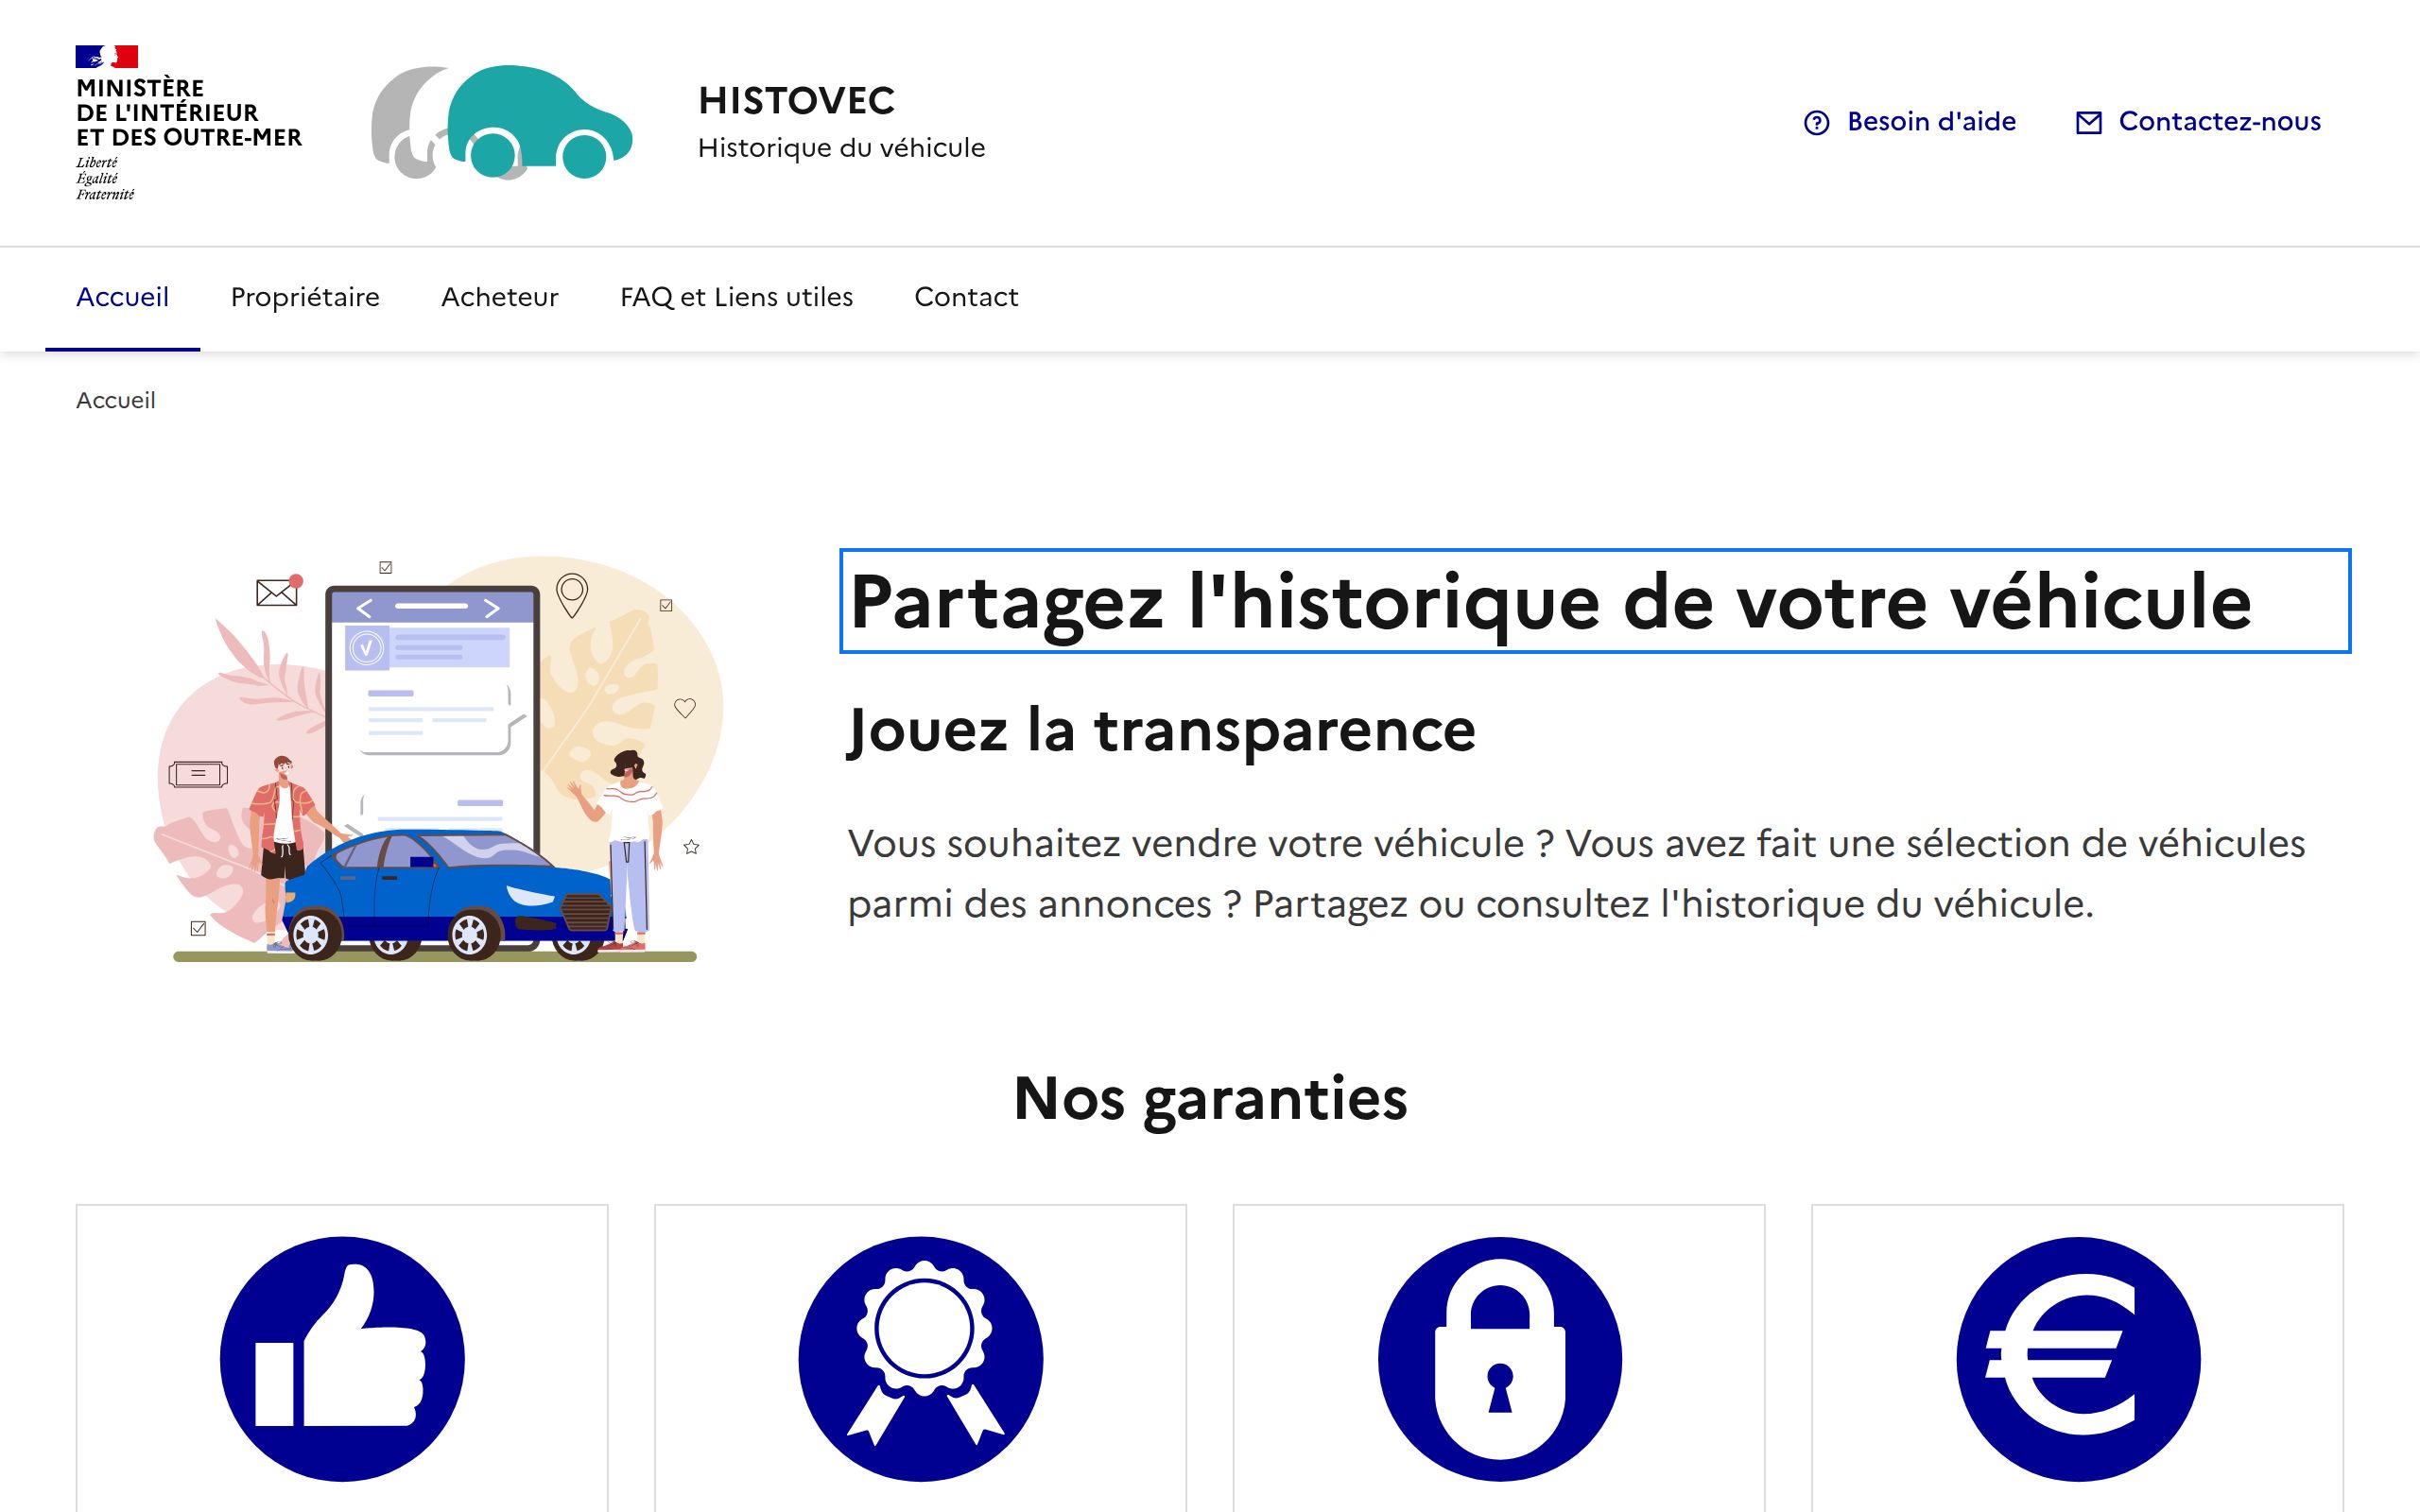 MINISTÈRE
DE L'INTÉRIEUR
ET DES OUTRE-MER
Liberté
Égalité
Fraternité
HISTOVEC
Historique du véhicule
Besoin d'aide
Contactez-nous
Accueil
Propriétaire
Acheteur
FAQ et Liens utiles
Contact
Accueil
Partagez l'historique de votre véhicule
Jouez la transparence
Vous souhaitez vendre votre véhicule ? Vous avez fait une sélection de véhicules
parmi des annonces ? Partagez ou consultez l'historique du véhicule.
Nos garanties